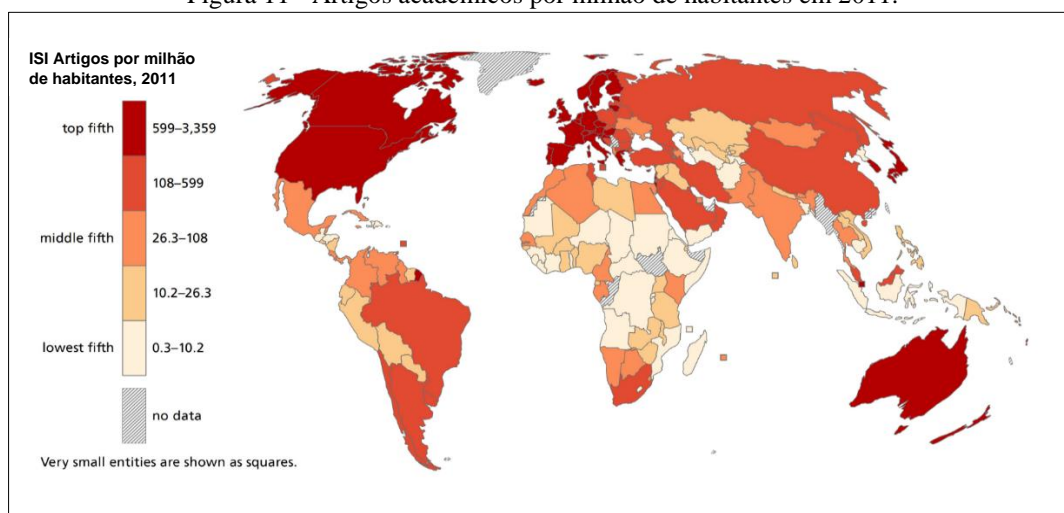 Figura 11 - Artigos acadêmicos por milhão de habitantes em 2011.
ISI Artigos por milhão
de habitantes, 2011
top fifth
599–3,359
108–599
middle fifth
26.3–108
10.2–26.3
lowest fifth
0.3–10.2
no data
Very small entities are shown as squares.